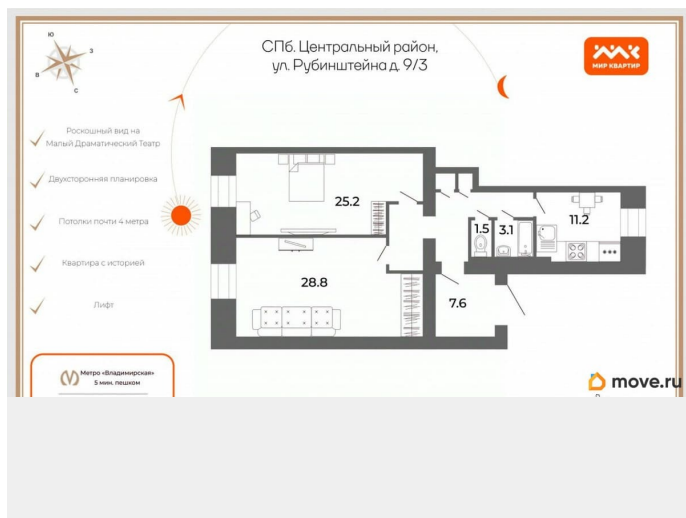 Ю
З
В
С
СПб. Центральный район,
ул. Рубинштейна д. 9/3
МИР КВАРТИР
Роскошный вид на
Малый Драматический Театр
Двухсторонняя планировка
Потолки почти 4 метра
Квартира с историей
Лифт
25.2
28.8
1.5
3.1
11.2
7.6
Метро «Владимирская»
5 мин. пешком
move.ru